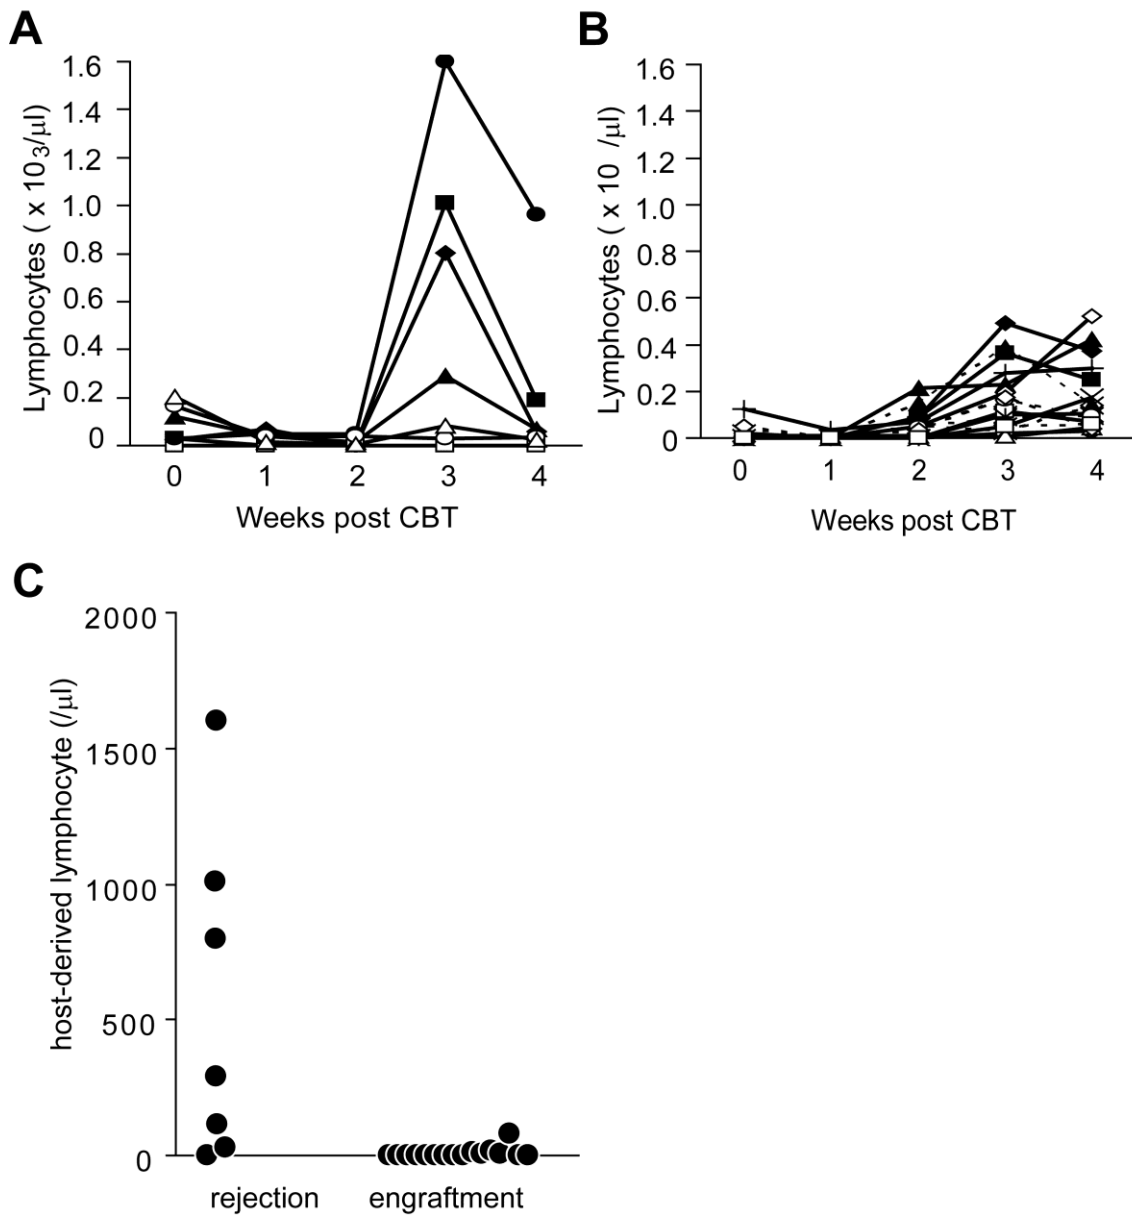 A
1.6
1.4
1.2
1.0
0.8
0.6
0.4
0.2
0
Lymphocytes ( x 103/µl)
0 1 2 3 4
Weeks post CBT
B
1.6
1.4
1.2
1.0
0.8
0.6
0.4
0.2
0
Lymphocytes ( x 10 /µl)
0 1 2 3 4
Weeks post CBT
C
2000
1500
1000
500
0
host-derived lymphocyte (/µl)
rejection engraftment